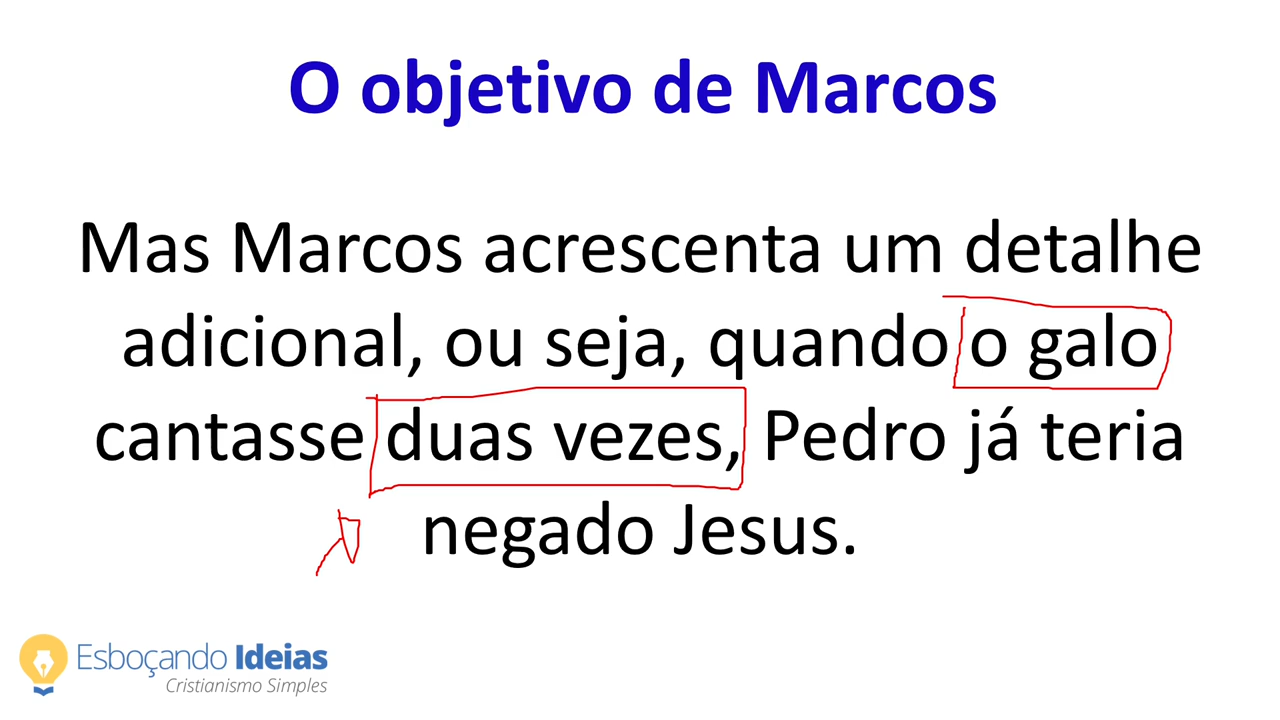 O objetivo de Marcos
Mas Marcos acrescenta um detalhe
adicional, ou seja, quando o galo
cantasse duas vezes, Pedro já teria
negado Jesus.
Esboçando Ideias
Cristianismo Simples